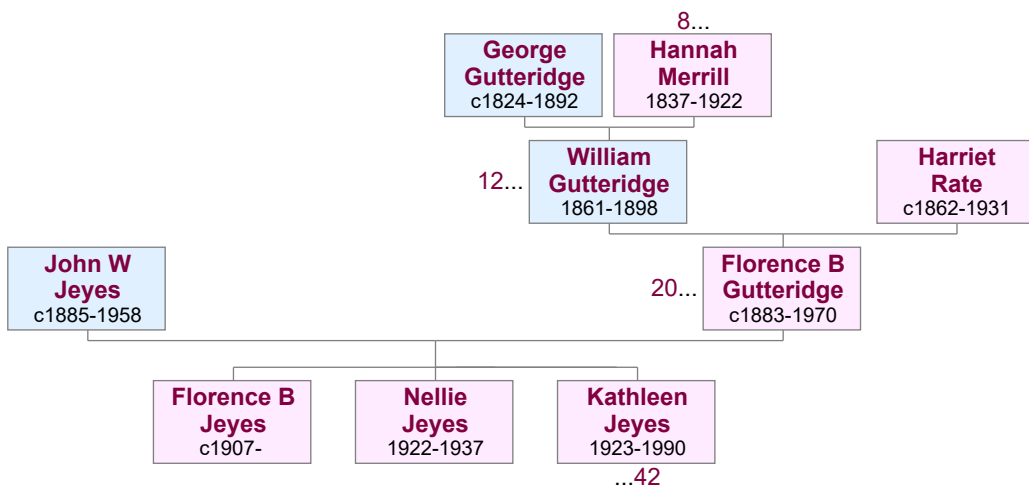 8...
George
Gutteridge
c1824-1892
Hannah
Merrill
1837-1922
12...
William
Gutteridge
1861-1898
Harriet
Rate
c1862-1931
John W
Jeyes
c1885-1958
20...
Florence B
Gutteridge
c1883-1970
Florence B
Jeyes
c1907-
Nellie
Jeyes
1922-1937
Kathleen
Jeyes
1923-1990
...42